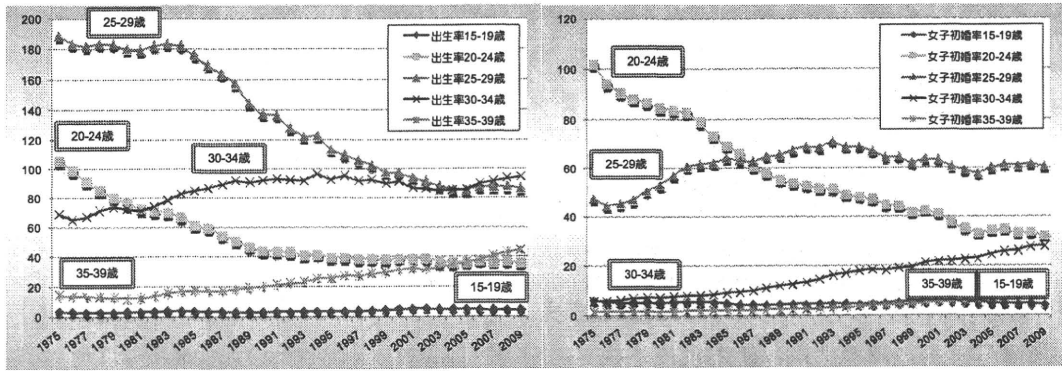 200
180
160
140
120
100
80
60
40
20
0
25-29歳
20-24歳
30-34歳
35-39歳
15-19歳
出生率15-19歳
出生率20-24歳
出生率25-29歳
出生率30-34歳
出生率35-39歳
1975
1977
1979
1981
1983
1985
1987
1989
1991
1993
1995
1997
1999
2001
2003
2005
2007
2009
120
100
80
60
40
20
0
20-24歳
25-29歳
30-34歳
35-39歳
15-19歳
女子初婚率15-19歳
女子初婚率20-24歳
女子初婚率25-29歳
女子初婚率30-34歳
女子初婚率35-39歳
1975
1977
1979
1981
1983
1985
1987
1989
1991
1993
1995
1997
1999
2001
2003
2005
2007
2009